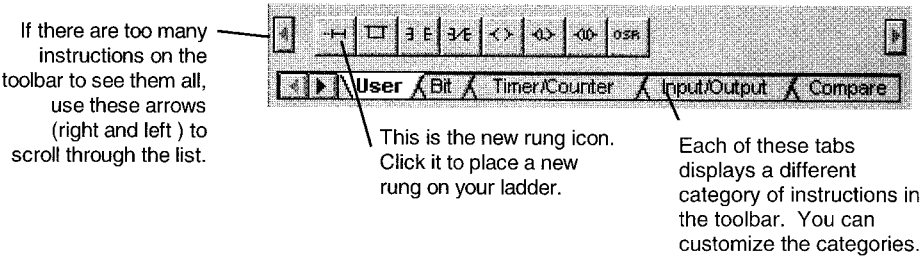 If there are too many
instructions on the
toolbar to see them all,
use these arrows
(right and left ) to
scroll through the list.
OSR
User Bit Timer/Counter Input/Output Compare
This is the new rung icon.
Click it to place a new
rung on your ladder.
Each of these tabs
displays a different
category of instructions in
the toolbar. You can
customize the categories.